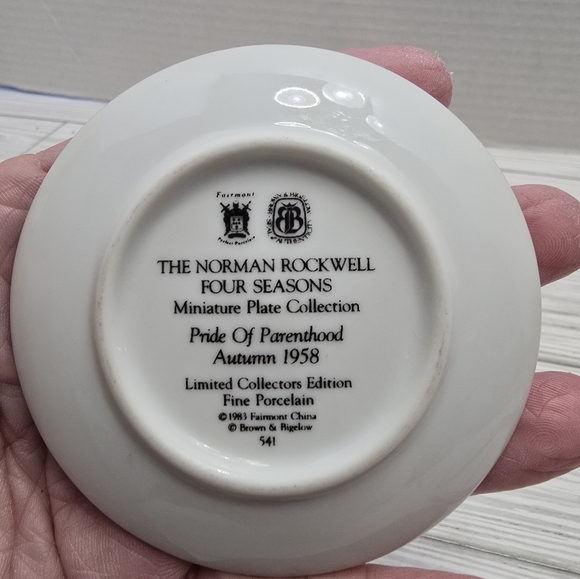 Fairmont
THE NORMAN ROCKWELL
FOUR SEASONS
Miniature Plate Collection
Pride Of Parenthood
Autumn 1958
Limited Collectors Edition
Fine Porcelain
©1983 Fairmont China
© Brown & Bigelow
541